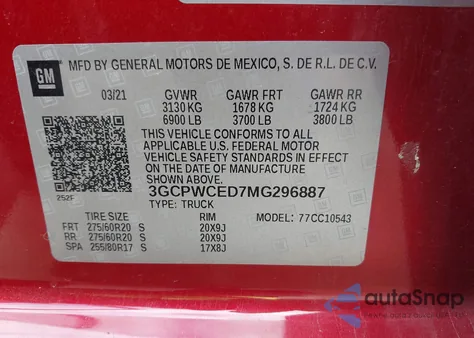 GM
MFD BY GENERAL MOTORS DE MEXICO, S. DE R.L. DE C.V.
03/21 GVWR GAWR FRT GAWR RR
3130 KG 1678 KG 1724 KG
6900 LB 3700 LB 3800 LB
THIS VEHICLE CONFORMS TO ALL
APPLICABLE U.S. FEDERAL MOTOR
VEHICLE SAFETY STANDARDS IN EFFECT
ON THE DATE OF MANUFACTURE
SHOWN ABOVE.
252F 3GCPWCED7MG296887
TYPE: TRUCK MODEL: 77CC10543
TIRE SIZE RIM
FRT 275/60R20 S 20X9J
RR 275/60R20 S 20X9J
SPA 255/80R17 S 17X8J
autoSnap